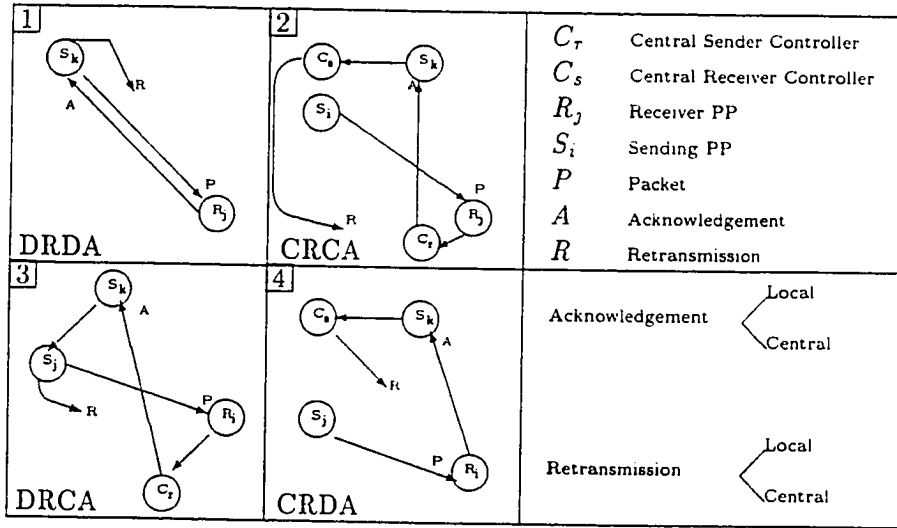 1
S_k
R
A
P
R_j
DRDA
2
C_s
S_k
A
S_i
P
R_j
R
C_r
CRCA
C_r Central Sender Controller
C_s Central Receiver Controller
R_j Receiver PP
S_i Sending PP
P Packet
A Acknowledgement
R Retransmission
3
S_k
A
S_j
R
P
R_i
C_r
DRCA
4
C_s
S_k
A
R
S_j
P
R_i
CRDA
Acknowledgement
Local
Central
Retransmission
Local
Central